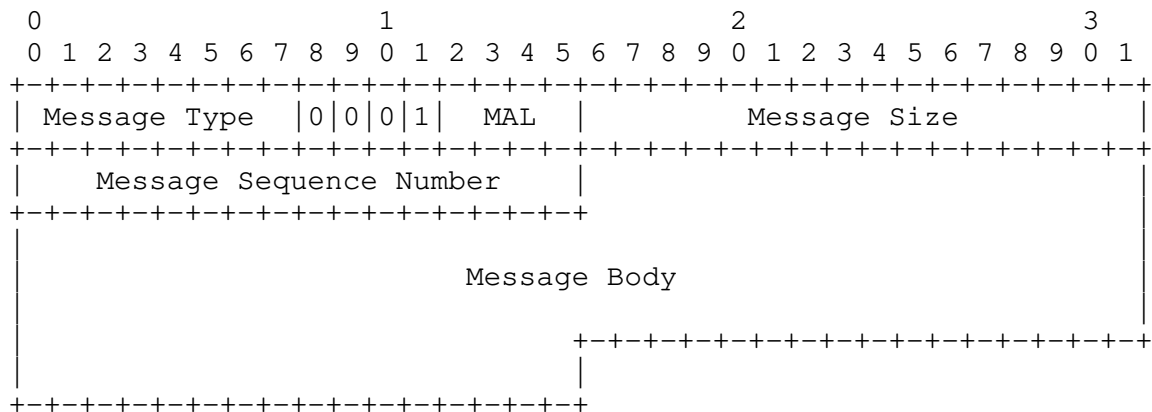 0                   1                   2                   3
 0 1 2 3 4 5 6 7 8 9 0 1 2 3 4 5 6 7 8 9 0 1 2 3 4 5 6 7 8 9 0 1
+-+-+-+-+-+-+-+-+-+-+-+-+-+-+-+-+-+-+-+-+-+-+-+-+-+-+-+-+-+-+-+-+
| Message Type  |0|0|0|1|  MAL  |         Message Size          |
+-+-+-+-+-+-+-+-+-+-+-+-+-+-+-+-+-+-+-+-+-+-+-+-+-+-+-+-+-+-+-+-+
|    Message Sequence Number    |                               |
+-+-+-+-+-+-+-+-+-+-+-+-+-+-+-+-+                               |
|                                                               |
|                         Message Body                          |
|                                                               |
|                               +-+-+-+-+-+-+-+-+-+-+-+-+-+-+-+-+
|                               |
+-+-+-+-+-+-+-+-+-+-+-+-+-+-+-+-+